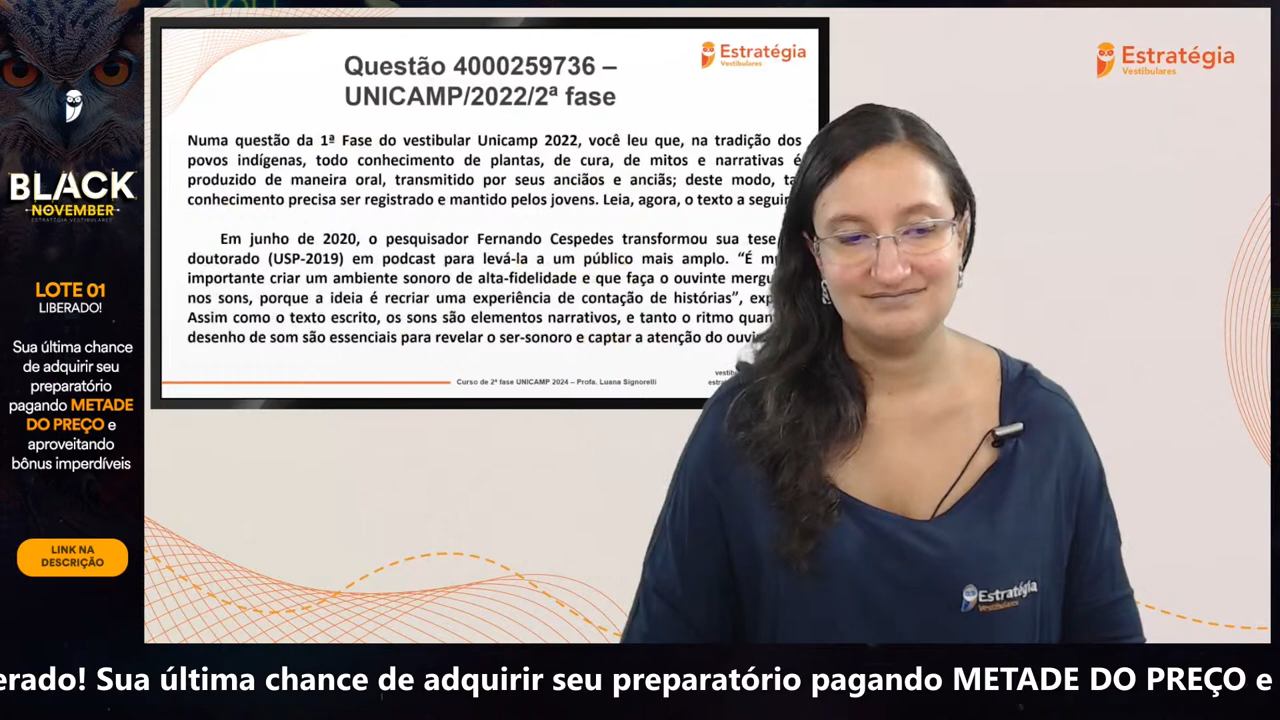 Questão 4000259736 –
UNICAMP/2022/2ª fase
Estratégia
Vestibulares
Numa questão da 1ª Fase do vestibular Unicamp 2022, você leu que, na tradição dos
povos indígenas, todo conhecimento de plantas, de cura, de mitos e narrativas é
produzido de maneira oral, transmitido por seus anciãos e anciãs; deste modo,
conhecimento precisa ser registrado e mantido pelos jovens. Leia, agora, o texto a
Em junho de 2020, o pesquisador Fernando Cespedes transformou sua tese
doutorado (USP-2019) em podcast para levá-la a um público mais amplo. “É
importante criar um ambiente sonoro de alta-fidelidade e que faça o ouvinte
nos sons, porque a ideia é recriar uma experiência de contação de histórias”,
Assim como o texto escrito, os sons são elementos narrativos, e tanto o ritmo
desenho de som são essenciais para revelar o ser-sonoro e captar a atenção do
Curso de 2ª fase UNICAMP 2024 – Profa. Luana Signorelli
Estratégia
Vestibulares
Estratégia
Vestibulares
BLACK
NOVEMBER
ESTRATÉGIA VESTIBULARES
LOTE 01
LIBERADO!
Sua última chance
de adquirir seu
preparatório
pagando METADE
DO PREÇO e
aproveitando
bônus imperdíveis
LINK NA
DESCRIÇÃO
erado! Sua última chance de adquirir seu preparatório pagando METADE DO PREÇO e